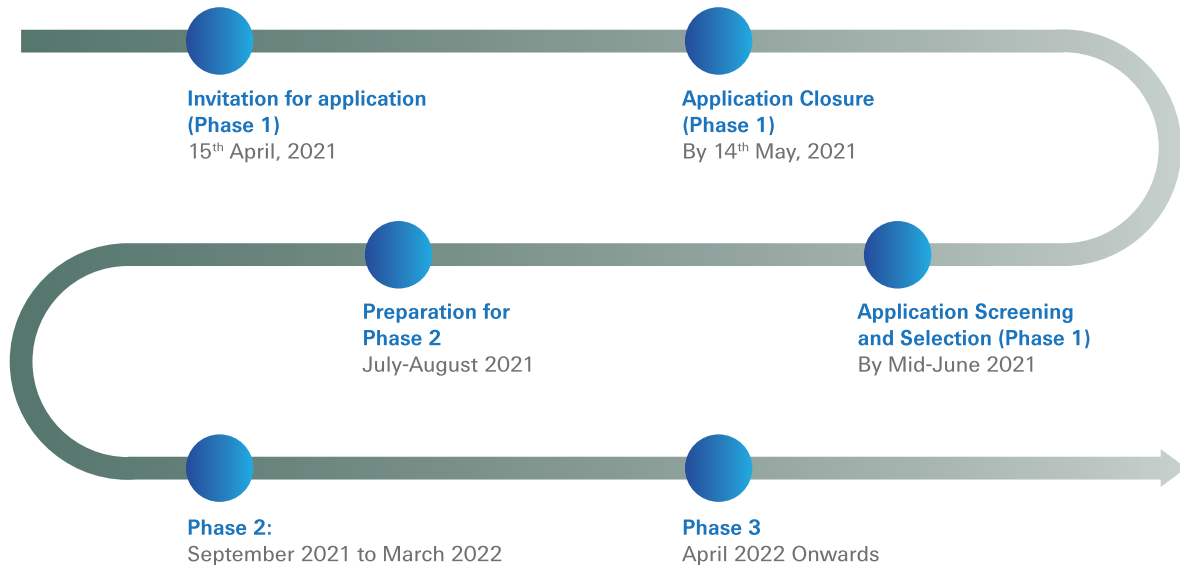 Invitation for application
(Phase 1)
15th April, 2021
Application Closure
(Phase 1)
By 14th May, 2021
Application Screening
and Selection (Phase 1)
By Mid-June 2021
Preparation for
Phase 2
July-August 2021
Phase 2:
September 2021 to March 2022
Phase 3
April 2022 Onwards